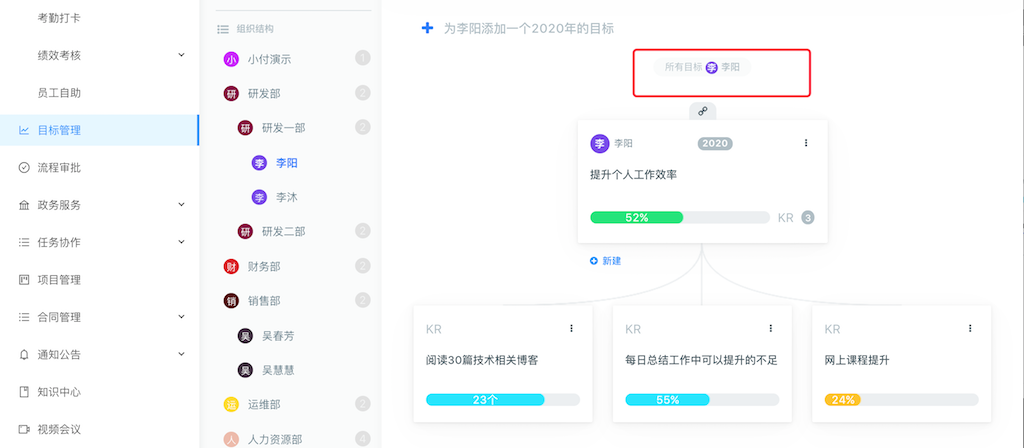 考勤打卡
绩效考核
员工自助
目标管理
流程审批
政务服务
任务协作
项目管理
合同管理
通知公告
知识中心
视频会议
组织结构
小 小付演示 1
研 研发部 2
研 研发一部 2
李 李阳
李 李沐
研 研发二部 2
财 财务部 2
销 销售部 2
吴 吴春芳
吴 吴慧慧
运 运维部 2
人 人力资源部 4
为李阳添加一个2020年的目标
所有目标 李 李阳
李 李阳 2020
提升个人工作效率
52% KR 3
新建
KR
阅读30篇技术相关博客
23个
KR
每日总结工作中可以提升的不足
55%
KR
网上课程提升
24%